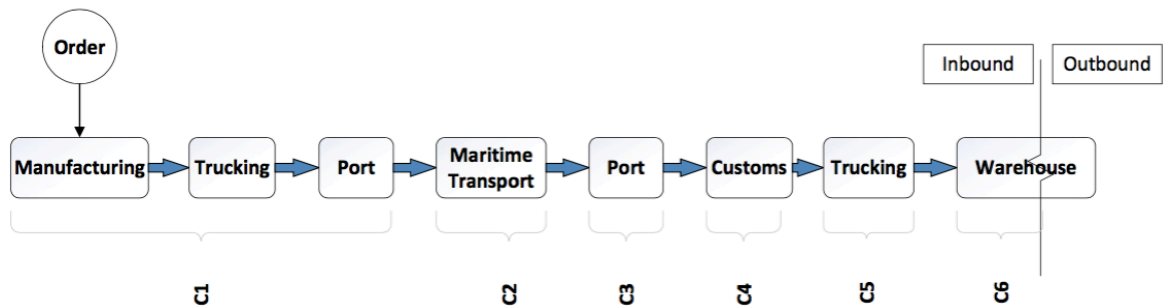 Order
Inbound
Outbound
Manufacturing
Trucking
Port
Maritime
Transport
Port
Customs
Trucking
Warehouse
C1
C2
C3
C4
C5
C6